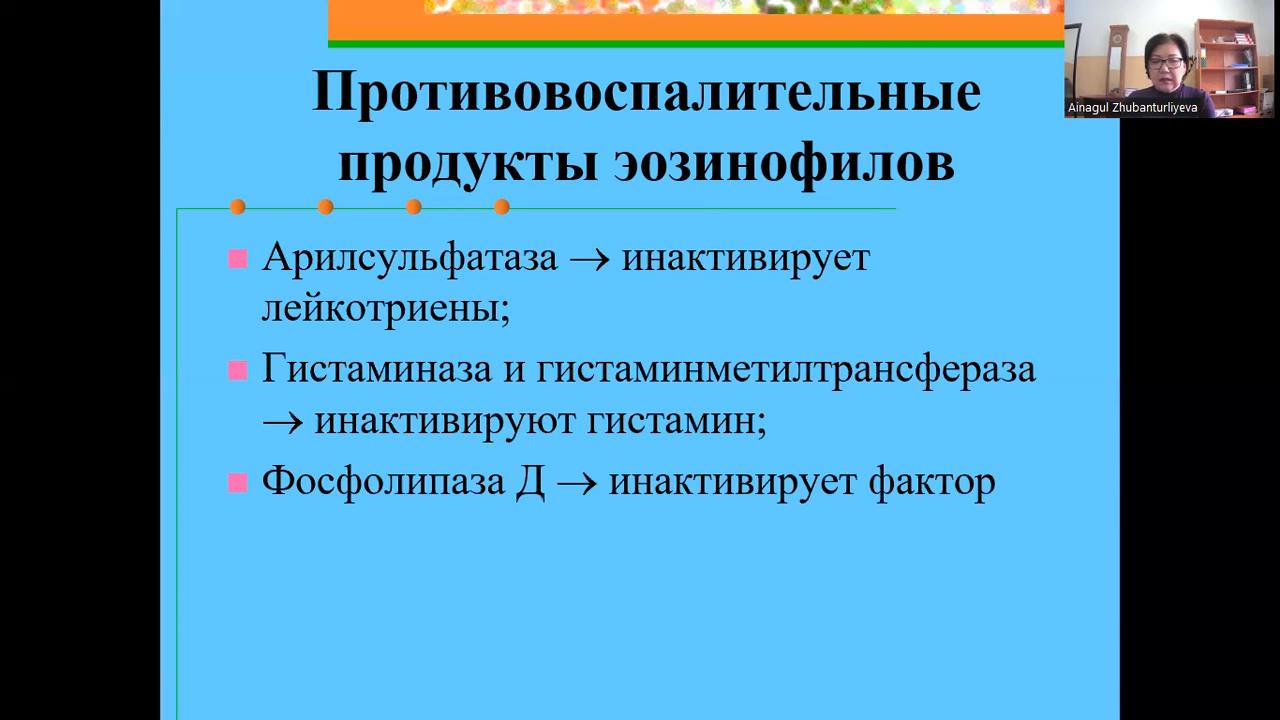 Противовоспалительные
продукты эозинофилов
Ainagul Zhubanturliyeva
Арилсульфатаза → инактивирует
лейкотриены;
Гистаминаза и гистаминметилтрансфераза
→ инактивируют гистамин;
Фосфолипаза Д → инактивирует фактор